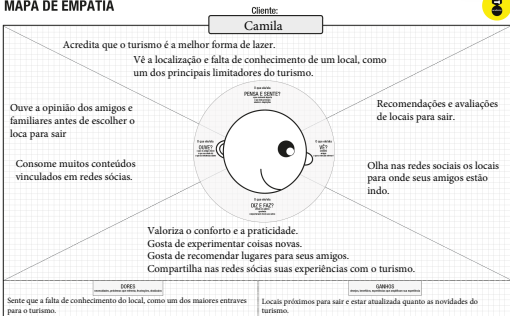 MAPA DE EMPATIA
Cliente:
Camila
Acredita que o turismo é a melhor forma de lazer.
Vê a localização e falta de conhecimento de um local, como
um dos principais limitadores do turismo.
Ouve a opinião dos amigos e
familiares antes de escolher o
loca para sair
Consome muitos conteúdos
vinculados em redes sócias.
O que ela/ele
PENSA E SENTE?
OUVE?
VÊ?
DIZ E FAZ?
Recomendações e avaliações
de locais para sair.
Olha nas redes sociais os locais
para onde seus amigos estão
indo.
Valoriza o conforto e a praticidade.
Gosta de experimentar coisas novas.
Gosta de recomendar lugares para seus amigos.
Compartilha nas redes sócias suas experiências com o turismo.
DORES
Sente que a falta de conhecimento do local, como um dos maiores entraves
para o turismo.
GANHOS
Locais próximos para sair e estar atualizada quanto as novidades do
turismo.